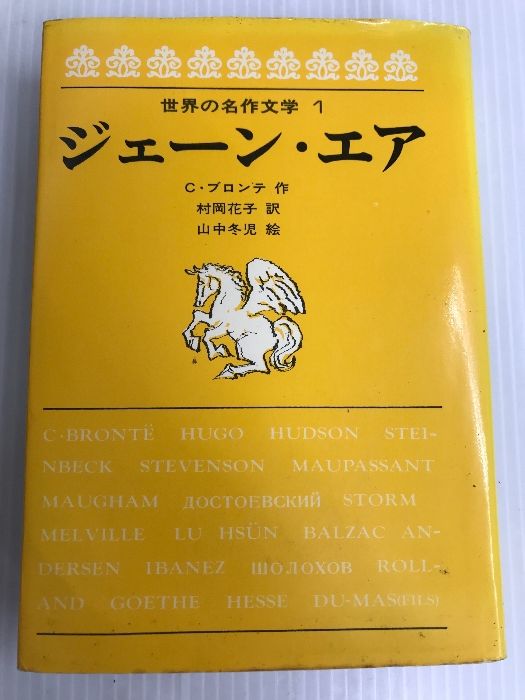 世界の名作文学 1
ジェーン・エア
C・ブロンテ 作
村岡花子 訳
山中冬児 絵
C・BRONTË HUGO HUDSON STEI-
NBECK STEVENSON MAUPASSANT
MAUGHAM ДОСТОЕВСКИЙ STORM
MELVILLE LU HSÜN BALZAC AN-
DERSEN IBANEZ ШОЛОХОВ ROLL-
AND GOETHE HESSE DU-MAS(FILS)